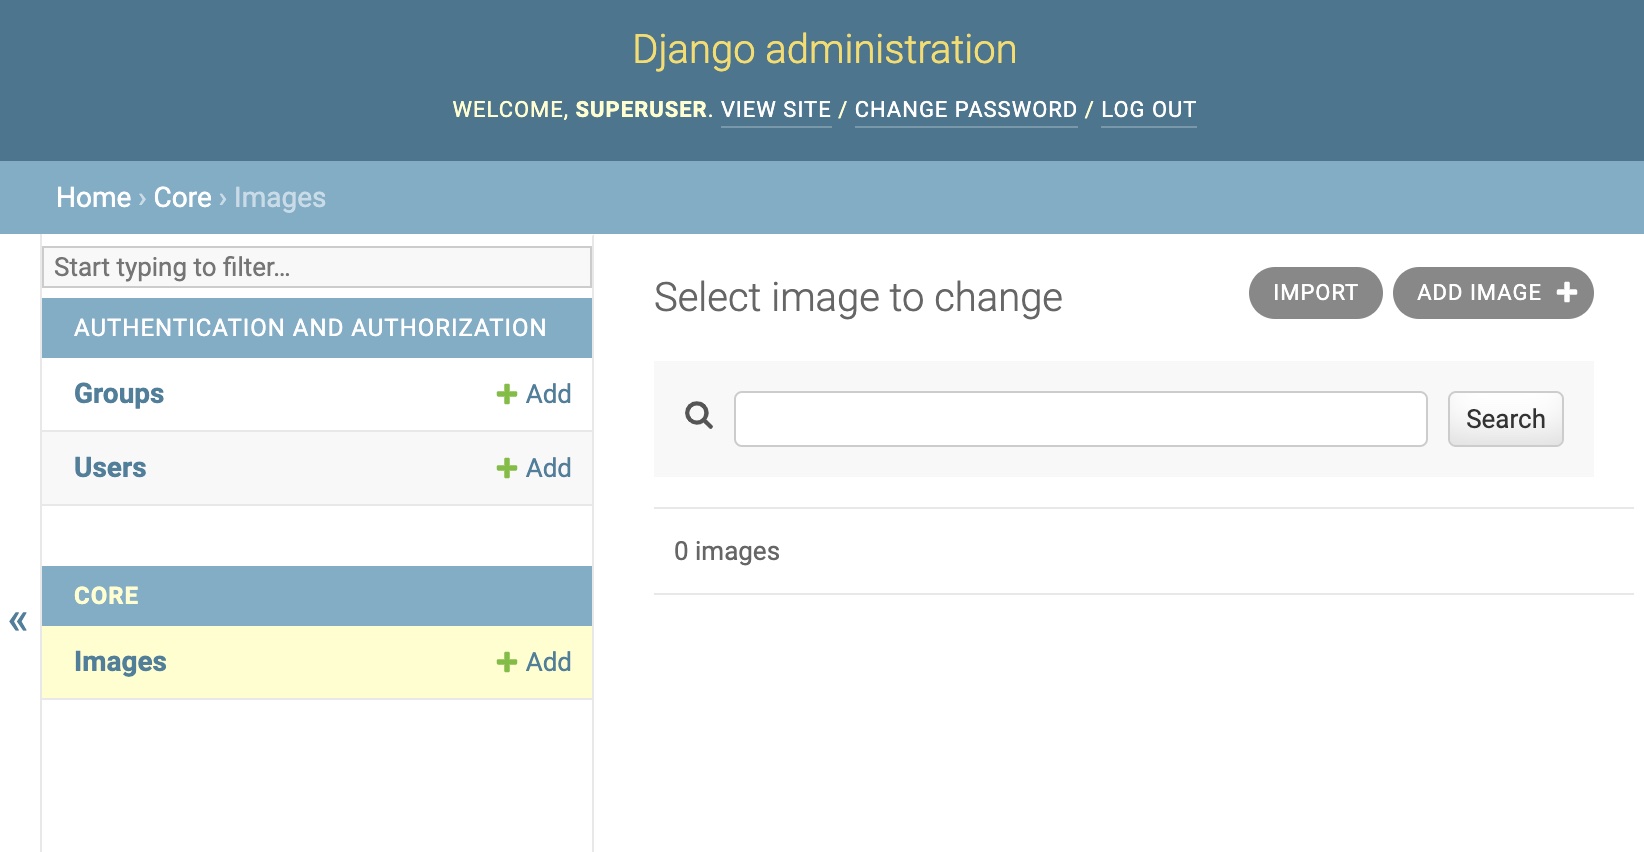 Django administration
WELCOME, SUPERUSER. VIEW SITE / CHANGE PASSWORD / LOG OUT
Home › Core › Images
Start typing to filter...
AUTHENTICATION AND AUTHORIZATION
Groups + Add
Users + Add
CORE
«
Images + Add
Select image to change
IMPORT
ADD IMAGE +
Search
0 images